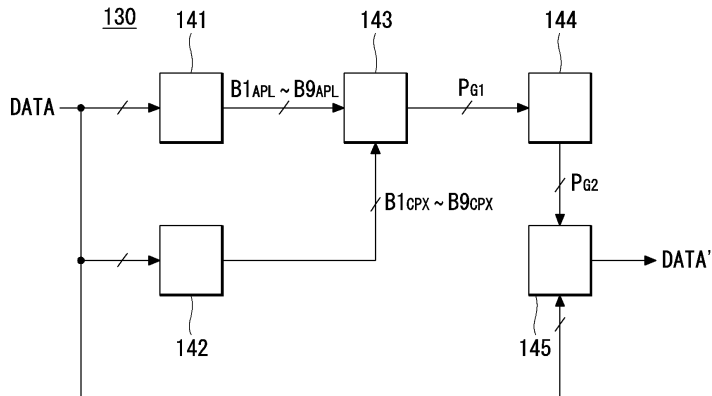 130
141
143
144
DATA
B1APL ~ B9APL
PG1
B1CPX ~ B9CPX
PG2
DATA'
142
145